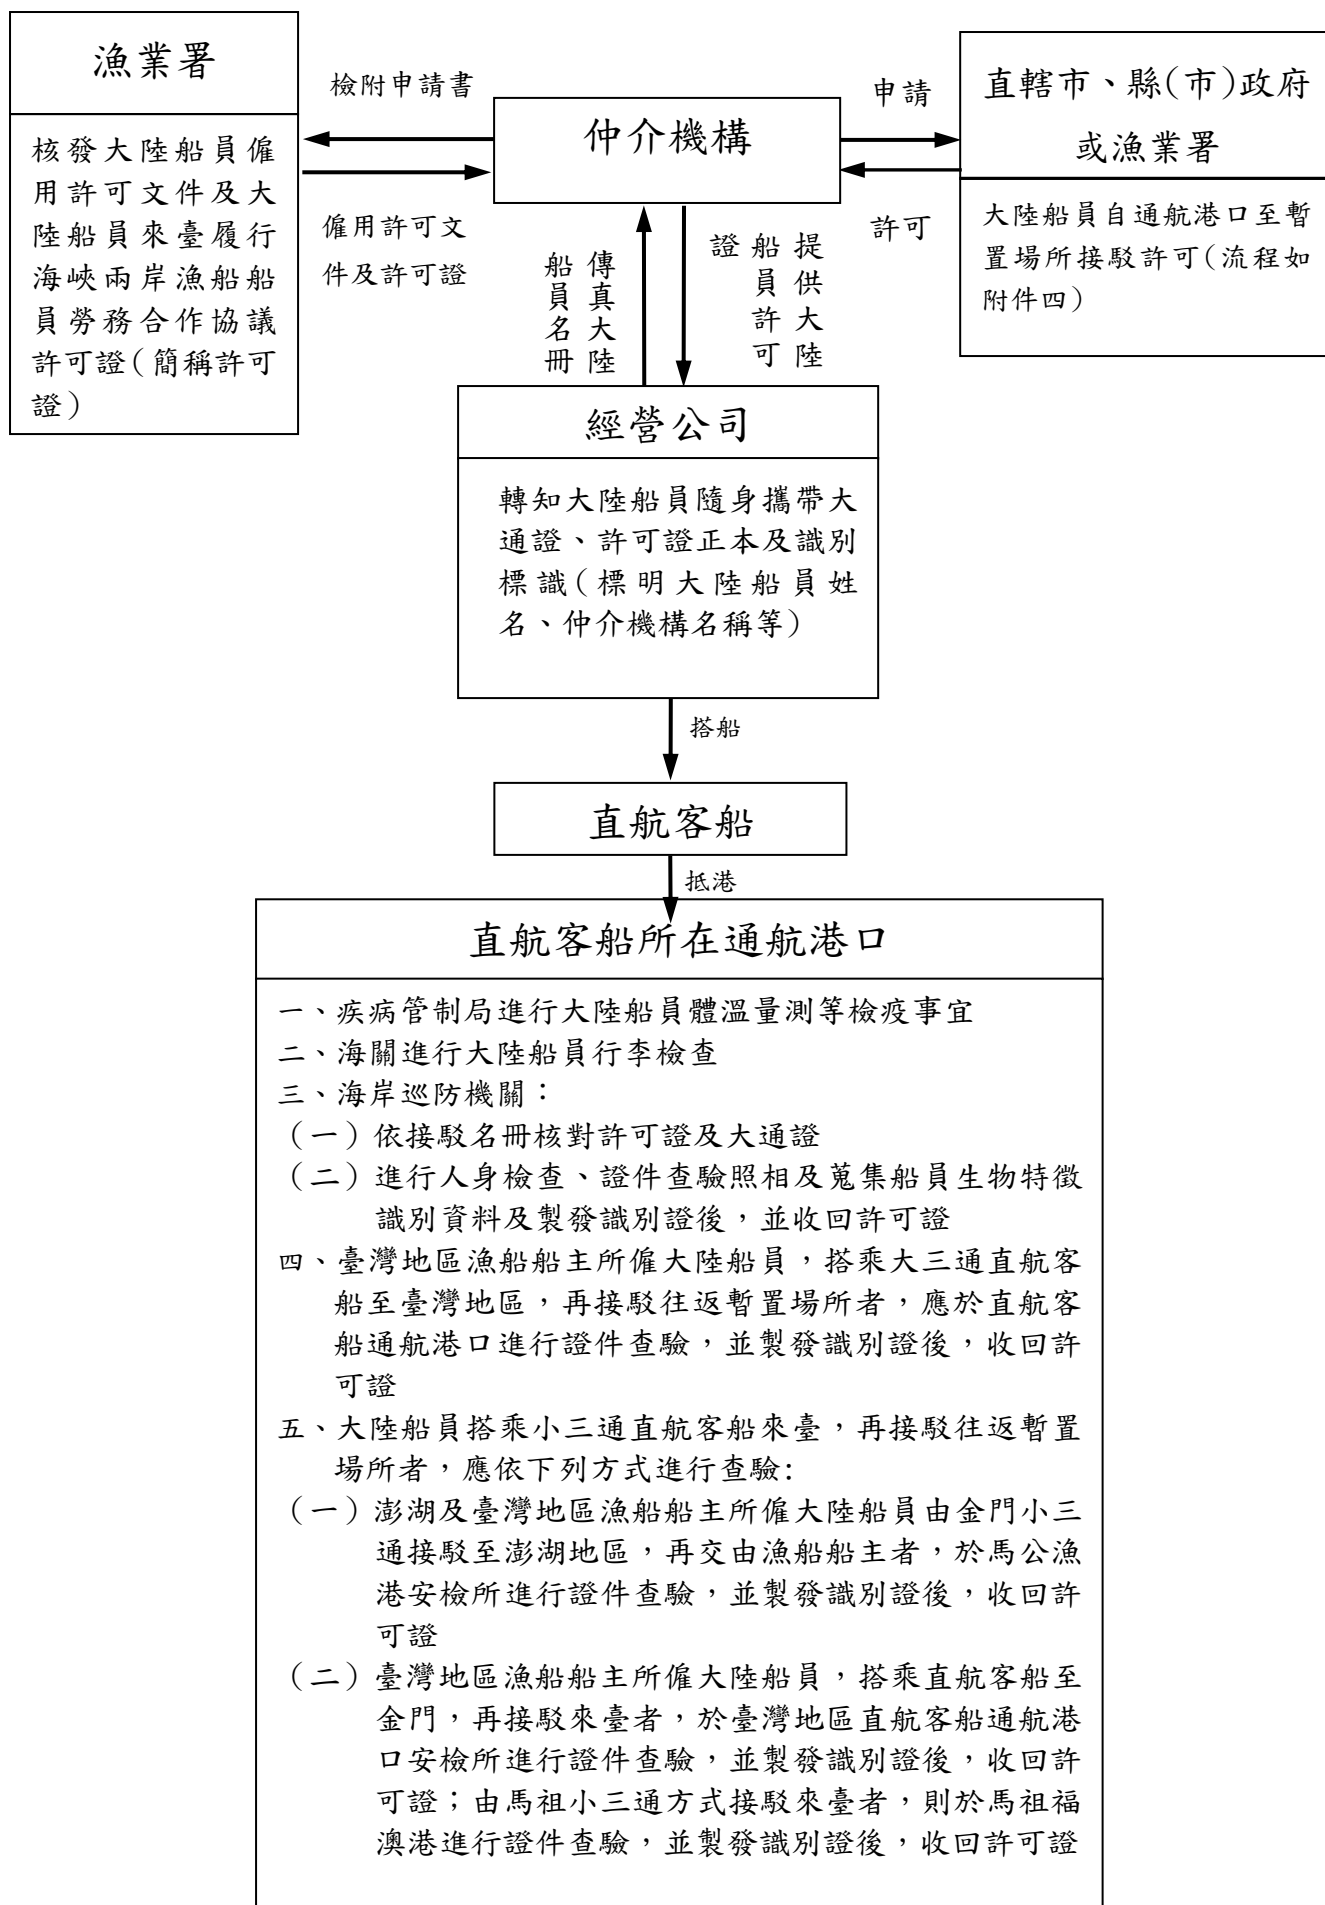 漁業署
核發大陸船員僱
用許可文件及大
陸船員來臺履行
海峽兩岸漁船船
員勞務合作協議
許可證(簡稱許可
證)
檢附申請書
僱用許可文
件及許可證
仲介機構
申請
許可
直轄市、縣(市)政府
或漁業署
大陸船員自通航港口至暫
置場所接駁許可(流程如
附件四)
傳真大陸
船員名冊
提供大陸
船員許可
證
經營公司
轉知大陸船員隨身攜帶大
通證、許可證正本及識別
標識(標明大陸船員姓
名、仲介機構名稱等)
搭船
直航客船
抵港
直航客船所在通航港口
一、疾病管制局進行大陸船員體溫量測等檢疫事宜
二、海關進行大陸船員行李檢查
三、海岸巡防機關：
(一)依接駁名冊核對許可證及大通證
(二)進行人身檢查、證件查驗照相及蒐集船員生物特徵
識別資料及製發識別證後，並收回許可證
四、臺灣地區漁船船主所僱大陸船員，搭乘大三通直航客
船至臺灣地區，再接駁往返暫置場所者，應於直航客
船通航港口進行證件查驗，並製發識別證後，收回許
可證
五、大陸船員搭乘小三通直航客船來臺，再接駁往返暫置
場所者，應依下列方式進行查驗:
(一)澎湖及臺灣地區漁船船主所僱大陸船員由金門小三
通接駁至澎湖地區，再交由漁船船主者，於馬公漁
港安檢所進行證件查驗，並製發識別證後，收回許
可證
(二)臺灣地區漁船船主所僱大陸船員，搭乘直航客船至
金門，再接駁來臺者，於臺灣地區直航客船通航港
口安檢所進行證件查驗，並製發識別證後，收回許
可證；由馬祖小三通方式接駁來臺者，則於馬祖福
澳港進行證件查驗，並製發識別證後，收回許可證